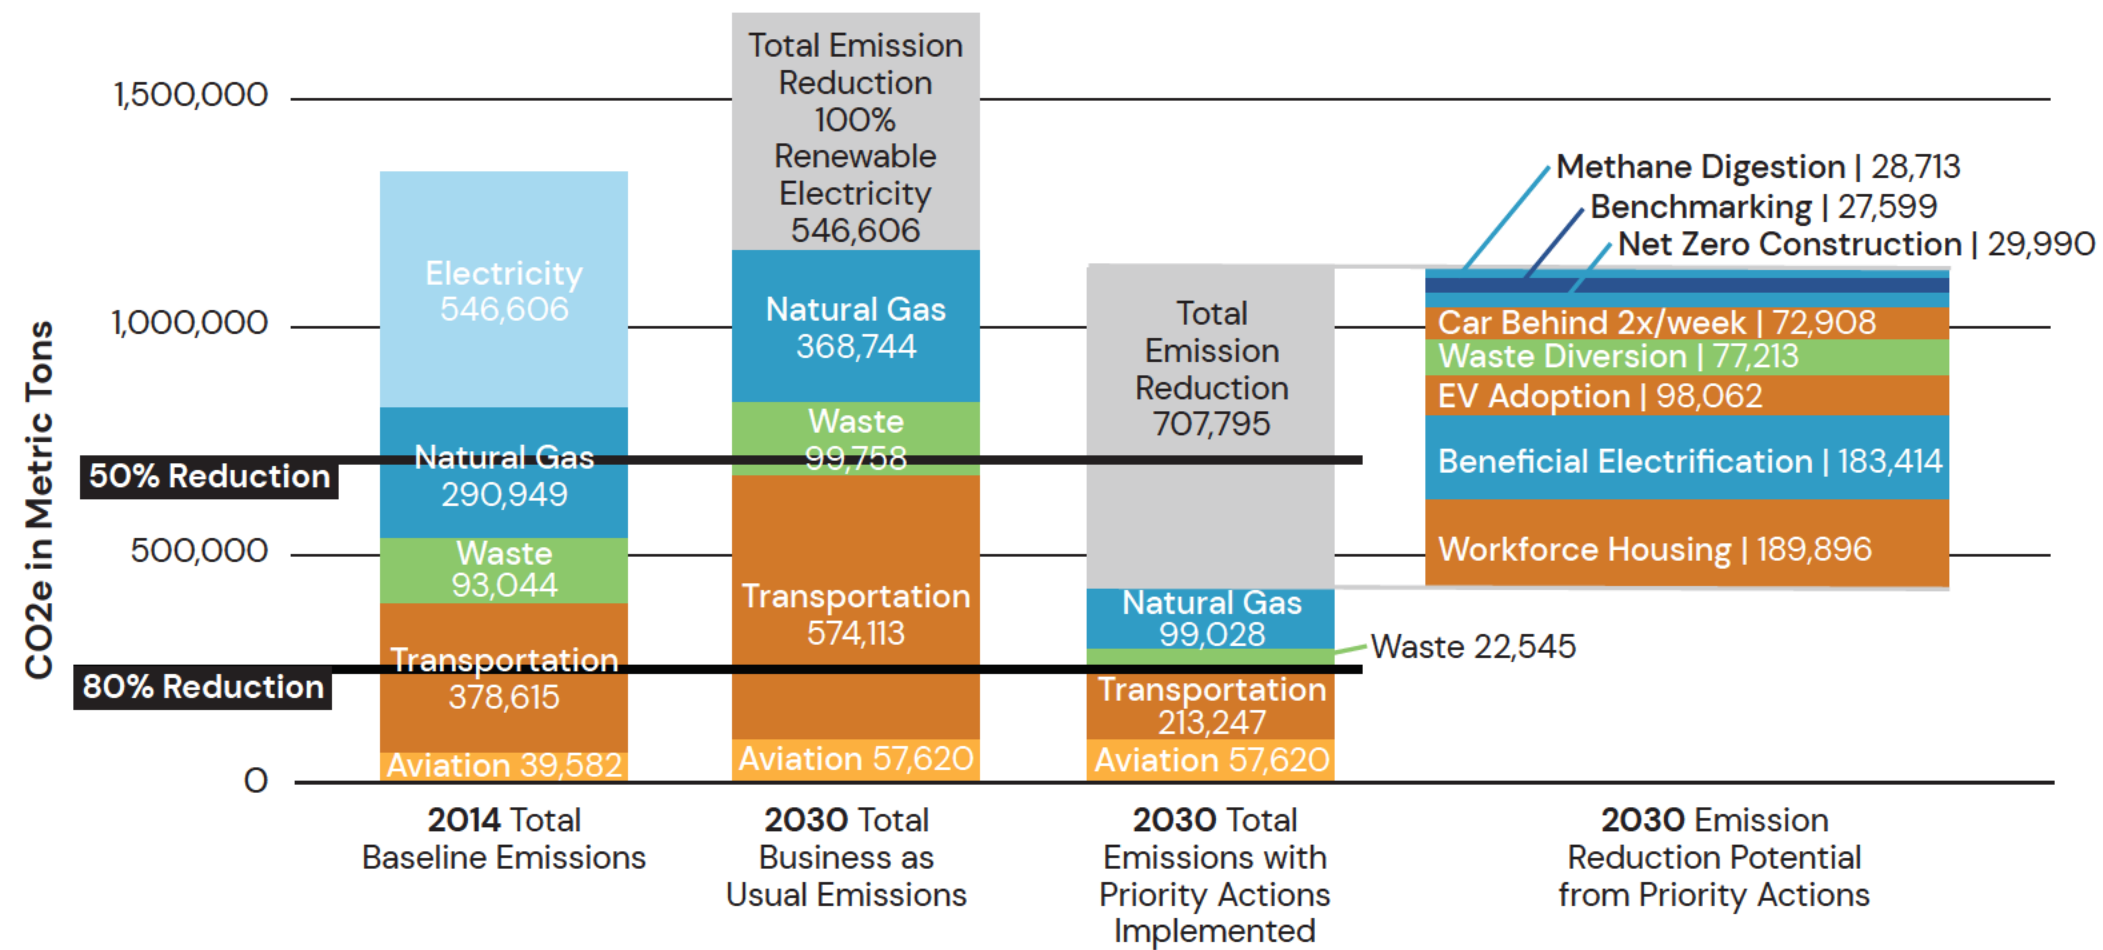 CO2e in Metric Tons
1,500,000
1,000,000
500,000
0
50% Reduction
80% Reduction
Electricity
546,606
Natural Gas
290,949
Waste
93,044
Transportation
378,615
Aviation 39,582
2014 Total
Baseline Emissions
Total Emission
Reduction
100%
Renewable
Electricity
546,606
Natural Gas
368,744
Waste
99,758
Transportation
574,113
Aviation 57,620
2030 Total
Business as
Usual Emissions
Total
Emission
Reduction
707,795
Natural Gas
99,028
Waste 22,545
Transportation
213,247
Aviation 57,620
2030 Total
Emissions with
Priority Actions
Implemented
Methane Digestion | 28,713
Benchmarking | 27,599
Net Zero Construction | 29,990
Car Behind 2x/week | 72,908
Waste Diversion | 77,213
EV Adoption | 98,062
Beneficial Electrification | 183,414
Workforce Housing | 189,896
2030 Emission
Reduction Potential
from Priority Actions